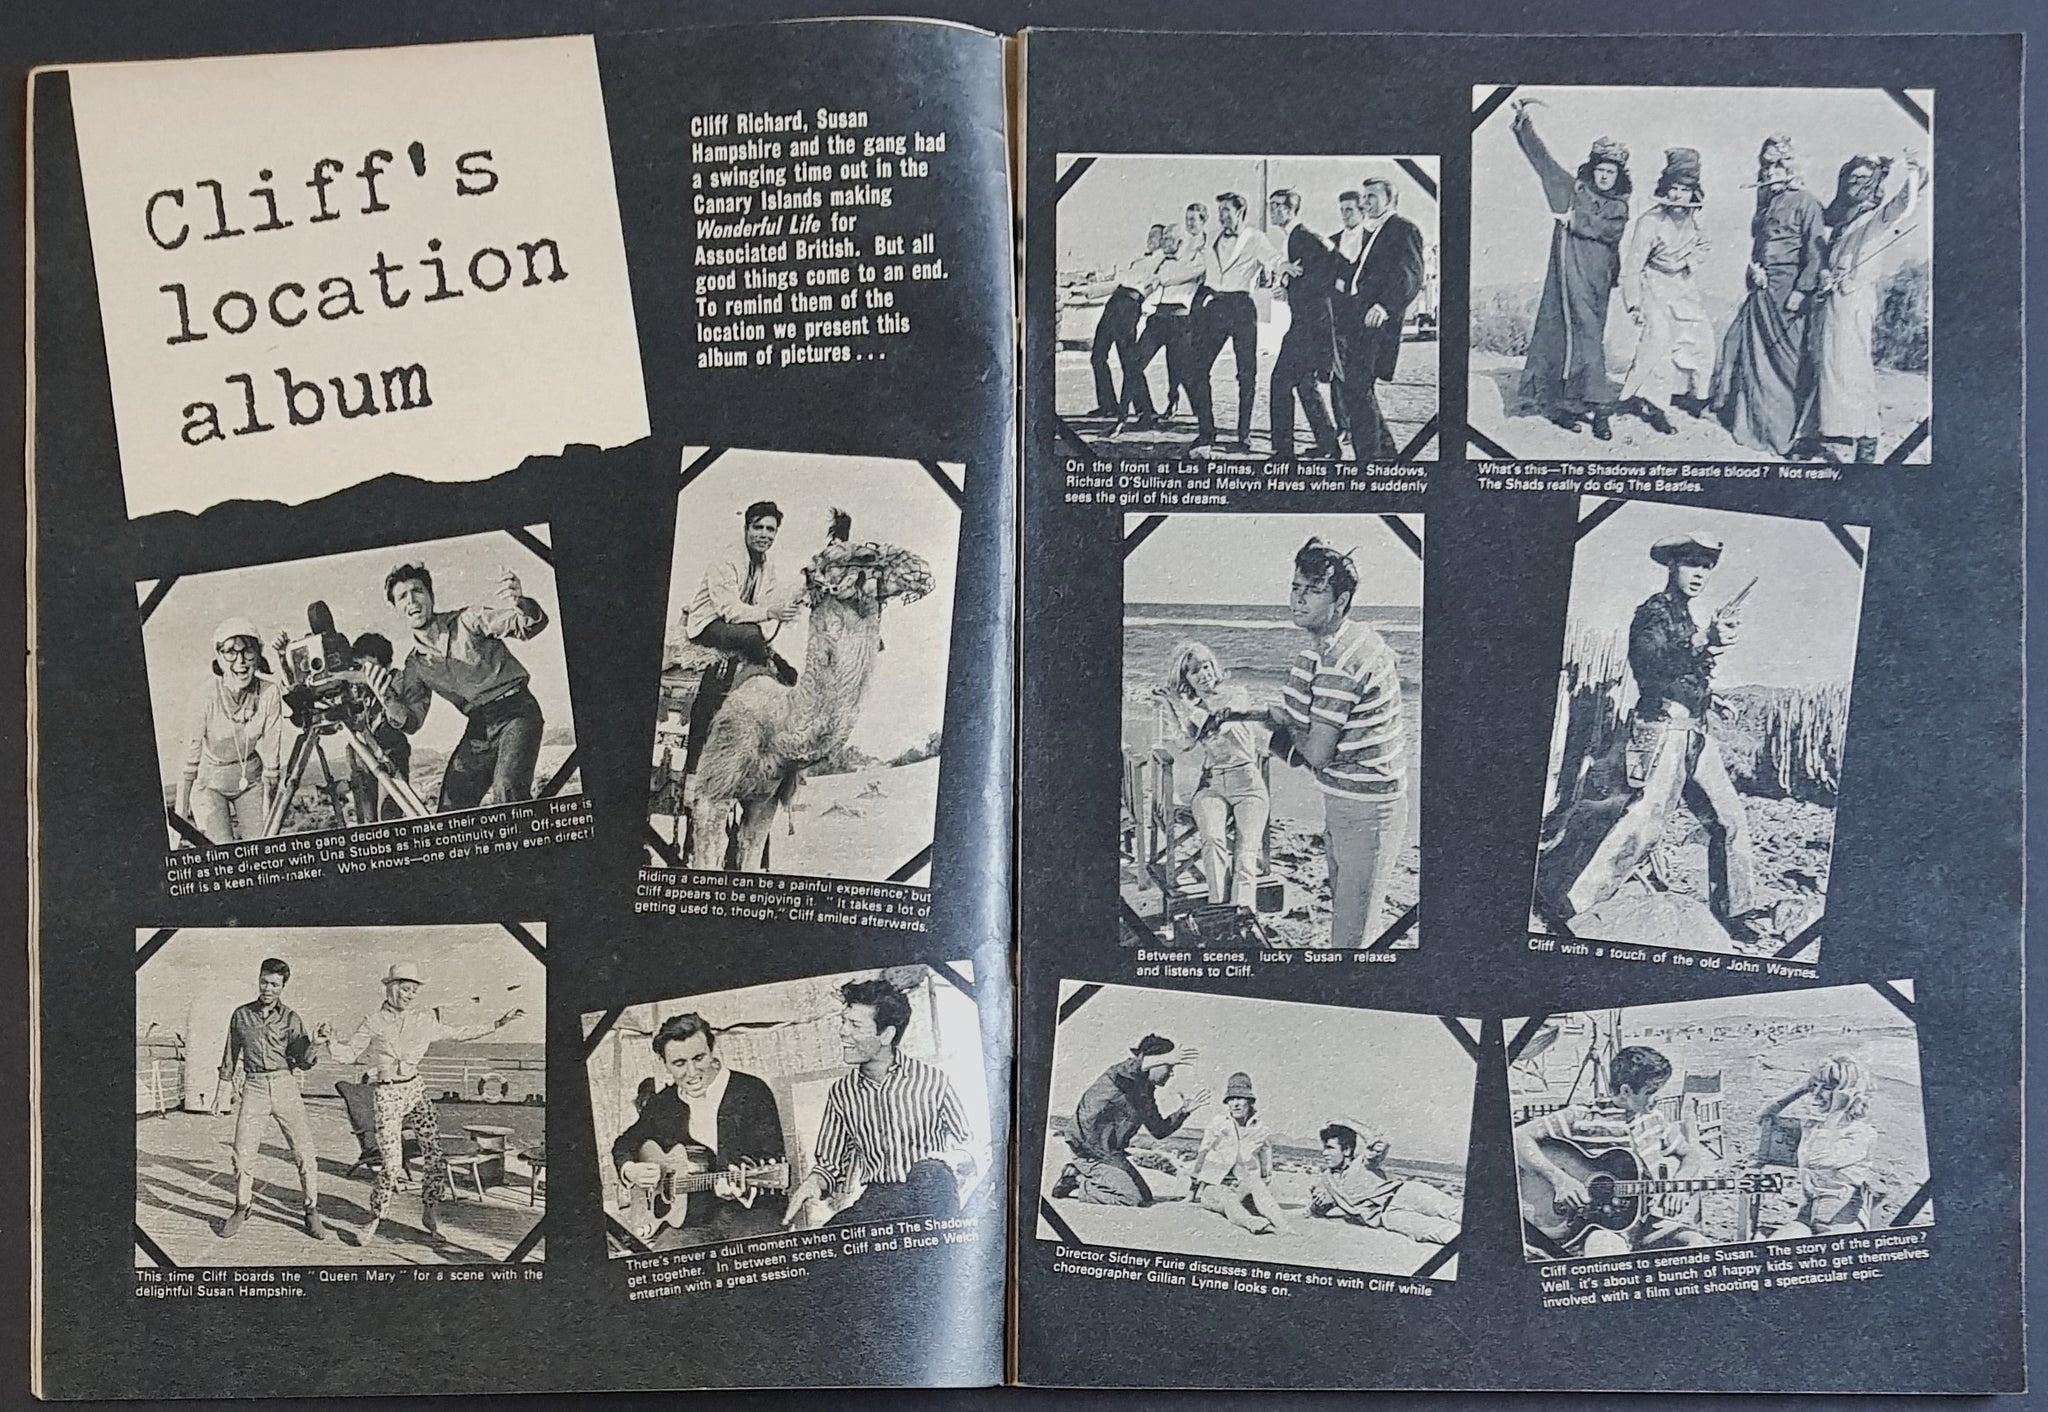 Cliff's
location
album
Cliff Richard, Susan
Hampshire and the gang had
a swinging time out in the
Canary Islands making
Wonderful Life for
Associated British. But all
good things come to an end.
To remind them of the
location we present this
album of pictures...
In the film Cliff and the gang decide to make their own film. Here is
Cliff as the director with Una Stubbs as his continuity girl. Off-screen
Cliff is a keen film-maker. Who knows—one day he may even direct!
Riding a camel can be a painful experience, but
Cliff appears to be enjoying it. "It takes a lot of
getting used to, though," Cliff smiled afterwards.
This time Cliff boards the "Queen Mary" for a scene with the
delightful Susan Hampshire.
There's never a dull moment when Cliff and The Shadows
get together. In between scenes, Cliff and Bruce Welch
entertain with a great session.
On the front at Las Palmas, Cliff halts The Shadows,
Richard O'Sullivan and Melvyn Hayes when he suddenly
sees the girl of his dreams.
What's this—The Shadows after Beatle blood? Not really,
The Shads really do dig The Beatles.
Between scenes, lucky Susan relaxes
and listens to Cliff.
Cliff with a touch of the old John Waynes.
Director Sidney Furie discusses the next shot with Cliff while
choreographer Gillian Lynne looks on.
Cliff continues to serenade Susan. The story of the picture?
Well, it's about a bunch of happy kids who get themselves
involved with a film unit shooting a spectacular epic.